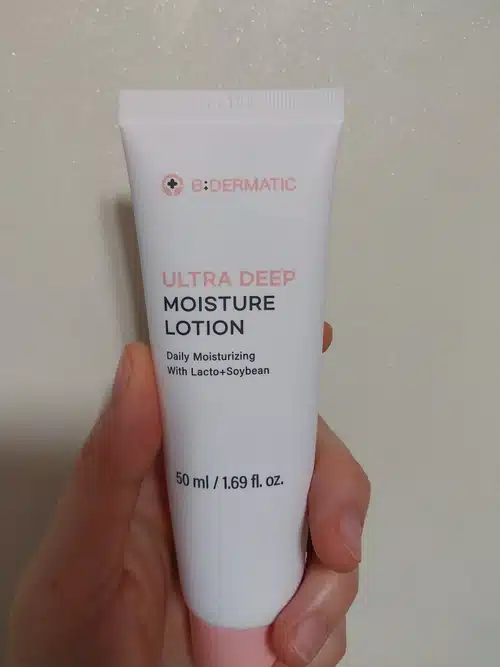 B:DERMATIC
ULTRA DEEP
MOISTURE
LOTION
Daily Moisturizing
With Lacto+Soybean
50 ml / 1.69 fl. oz.